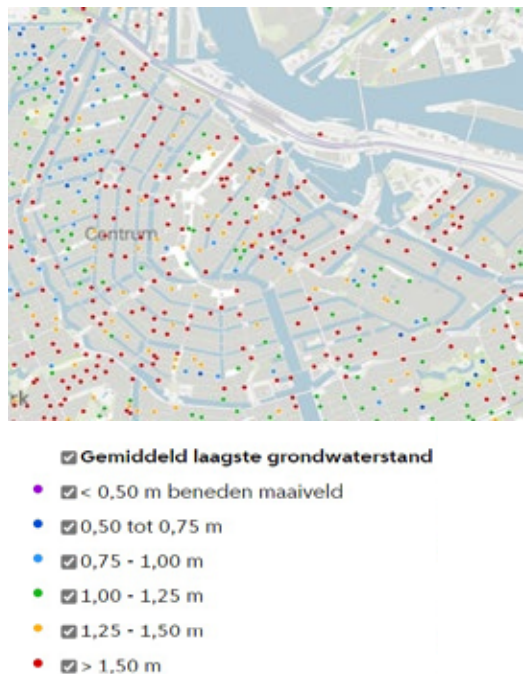 Centrum
rk
Gemiddeld laagste grondwaterstand
< 0,50 m beneden maaiveld
0,50 tot 0,75 m
0,75 - 1,00 m
1,00 - 1,25 m
1,25 - 1,50 m
> 1,50 m